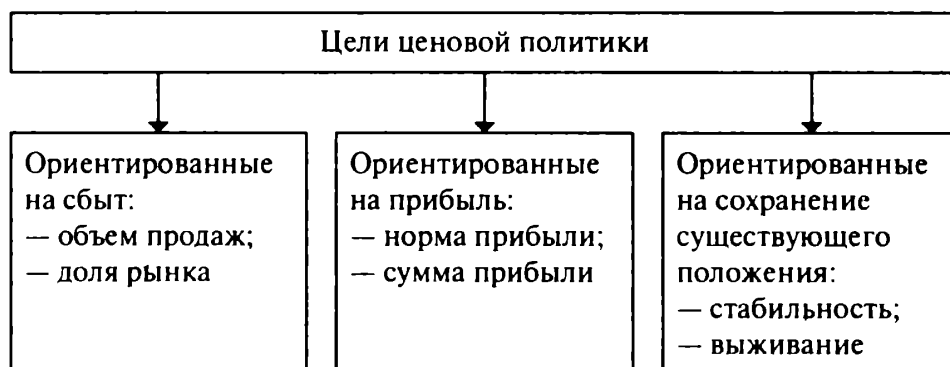 Цели ценовой политики
Ориентированные
на сбыт:
— объем продаж;
— доля рынка
Ориентированные
на прибыль:
— норма прибыли;
— сумма прибыли
Ориентированные
на сохранение
существующего
положения:
— стабильность;
— выживание